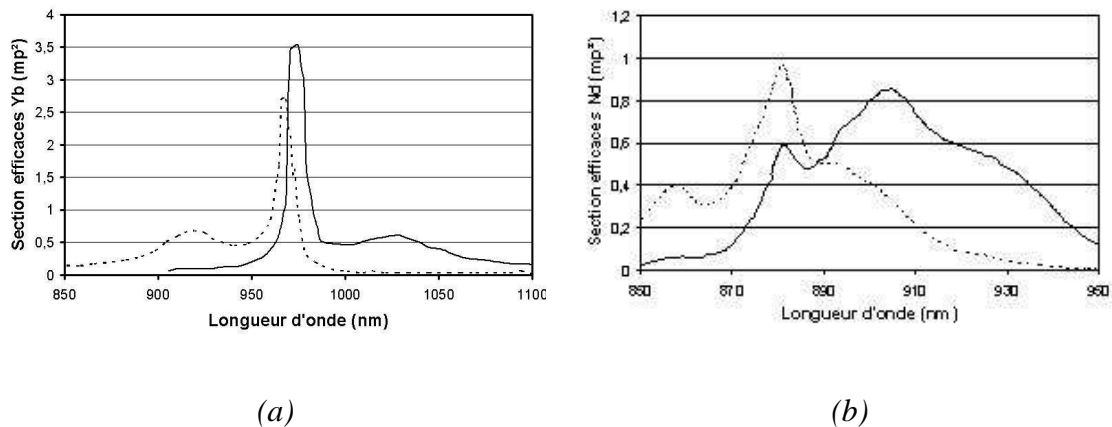 4
3,5
3
2,5
2
1,5
1
0,5
0
850 900 950 1000 1050 1100
Section efficaces Yb (mp²)
Longueur d'onde (nm)
(a)
1,2
1
0,8
0,6
0,4
0,2
0
850 870 890 910 930 950
Section efficaces Nd (mp²)
Longueur d'onde (nm )
(b)